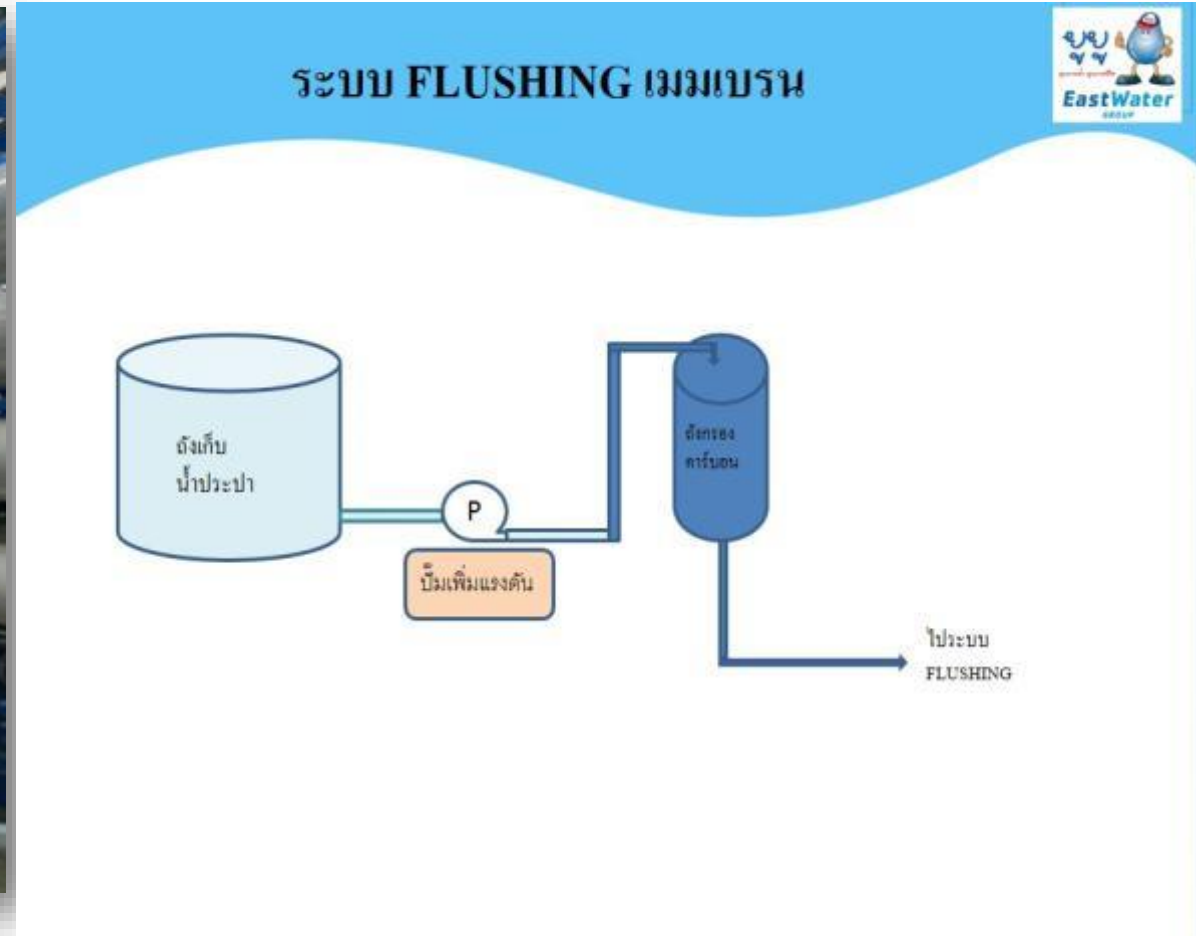 ระบบ FLUSHING เมมเบรน
EastWater
GROUP
ถังเก็บ
น้ำประปา
P
ปั๊มเพิ่มแรงดัน
ถังกรอง
คาร์บอน
ไประบบ
FLUSHING